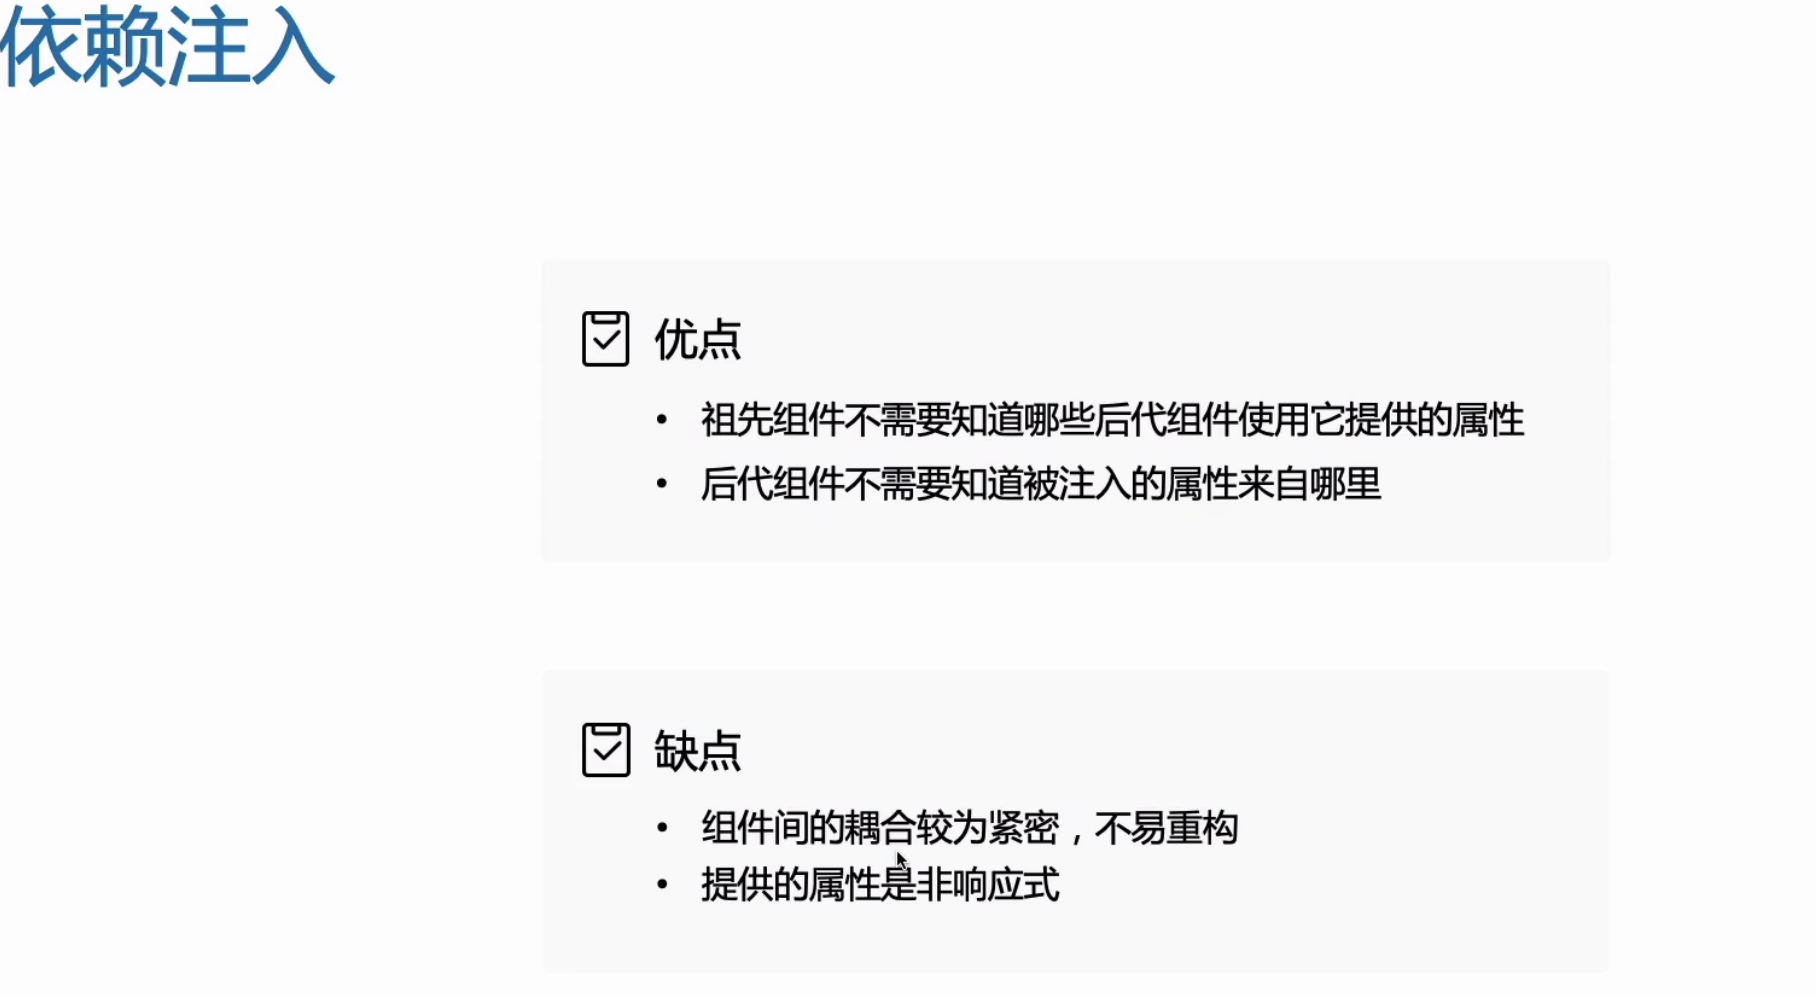 依赖注入
优点
• 祖先组件不需要知道哪些后代组件使用它提供的属性
• 后代组件不需要知道被注入的属性来自哪里
缺点
• 组件间的耦合较为紧密，不易重构
• 提供的属性是非响应式